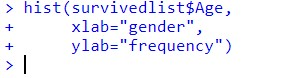 > hist(survivedlist$Age,
+      xlab="gender",
+      ylab="frequency")
>